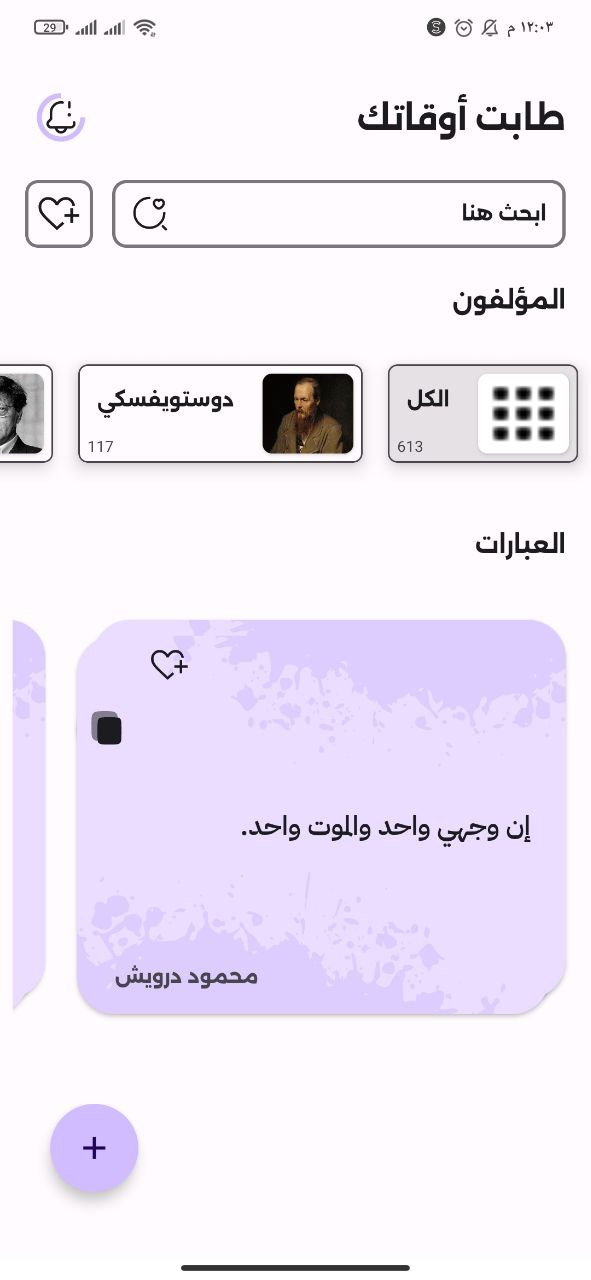 ١٢:٠٣ م
29
طابت أوقاتك
ابحث هنا
المؤلفون
الكل
613
دوستويفسكي
117
العبارات
إن وجهي واحد والموت واحد.
محمود درويش